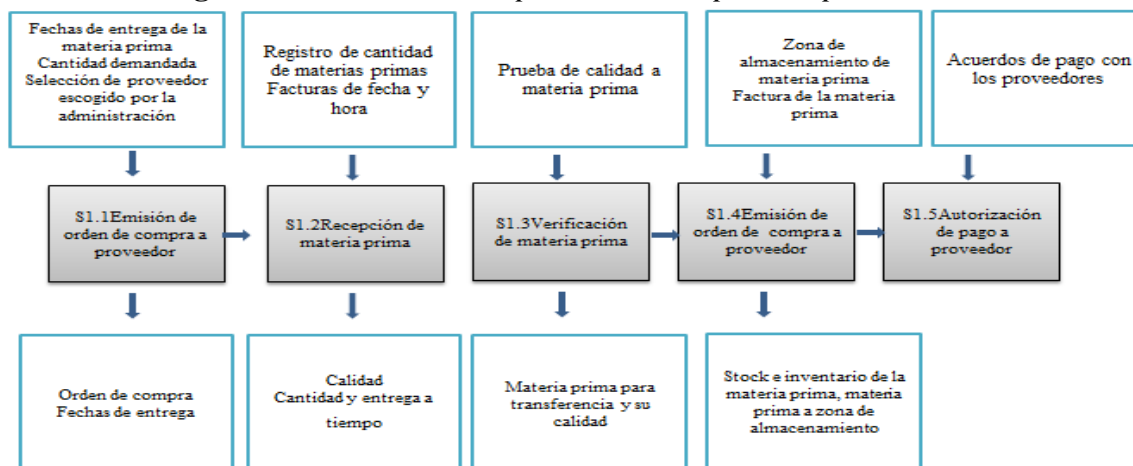 Fechas de entrega de la
materia prima
Cantidad demandada
Selección de proveedor
escogido por la
administración
Registro de cantidad
de materias primas
Facturas de fecha y
hora
Prueba de calidad a
materia prima
Zona de
almacenamiento de
materia prima
Factura de la materia
prima
Acuerdos de pago con
los proveedores
S1.1Emisión de
orden de compra a
proveedor
S1.2Recepción de
materia prima
S1.3Verificación
de materia prima
S1.4Emisión de
orden de compra a
proveedor
S1.5Autorización
de pago a
proveedor
Orden de compra
Fechas de entrega
Calidad
Cantidad y entrega a
tiempo
Materia prima para
transferencia y su
calidad
Stock e inventario de la
materia prima, materia
prima a zona de
almacenamiento